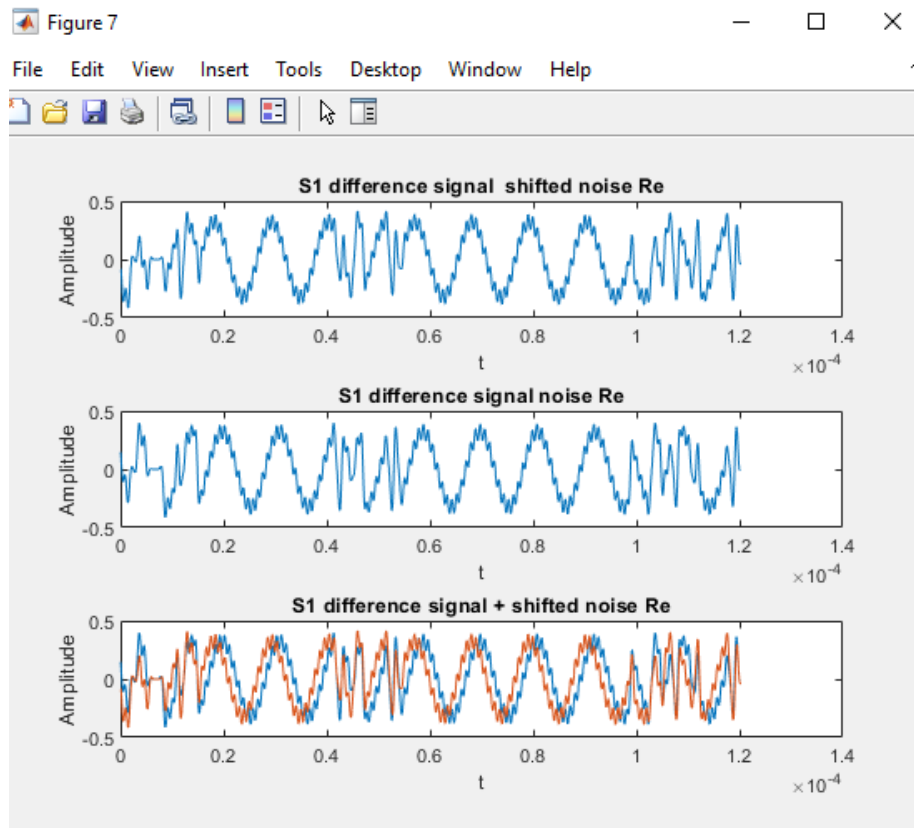 Figure 7
File Edit View Insert Tools Desktop Window Help
S1 difference signal  shifted noise Re
Amplitude
0.5
0
-0.5
0 0.2 0.4 0.6 0.8 1 1.2 1.4
t
×10-4
S1 difference signal noise Re
Amplitude
0.5
0
-0.5
0 0.2 0.4 0.6 0.8 1 1.2 1.4
t
×10-4
S1 difference signal + shifted noise Re
Amplitude
0.5
0
-0.5
0 0.2 0.4 0.6 0.8 1 1.2 1.4
t
×10-4